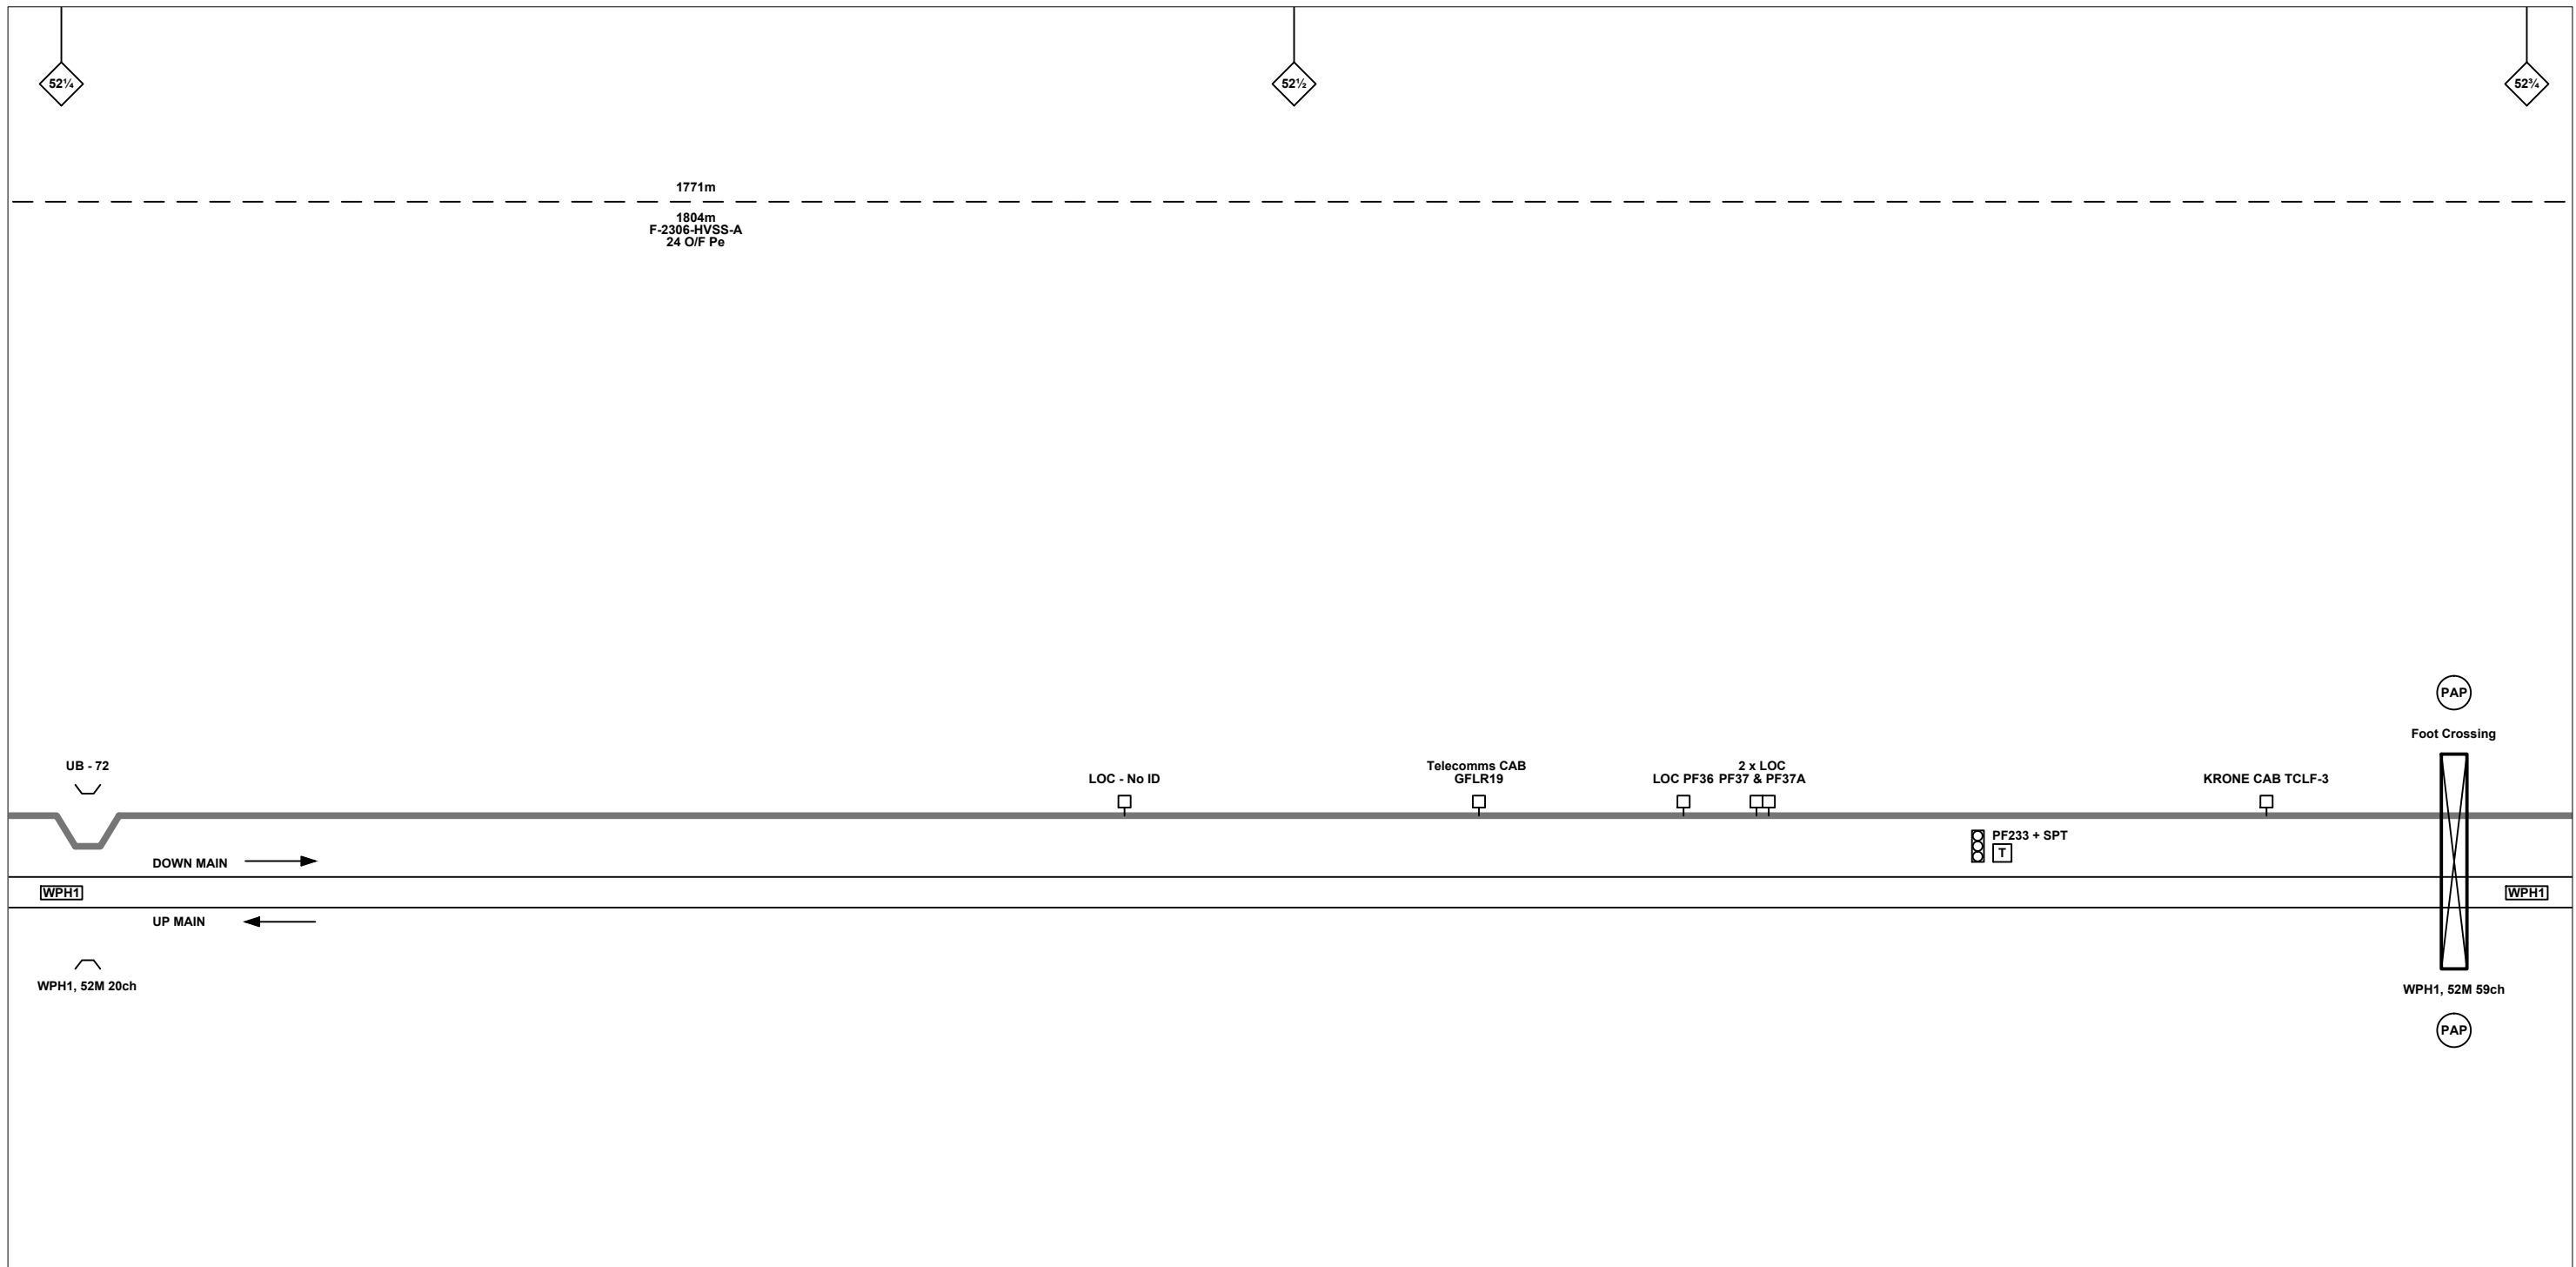 52¼
52½
52¾
1771m
1804m
F-2306-HVSS-A
24 O/F Pe
PAP
Foot Crossing
UB - 72
LOC - No ID
Telecomms CAB
GFLR19
LOC PF36
2 x LOC
PF37 & PF37A
KRONE CAB TCLF-3
PF233 + SPT
T
DOWN MAIN
WPH1
WPH1
UP MAIN
WPH1, 52M 20ch
WPH1, 52M 59ch
PAP